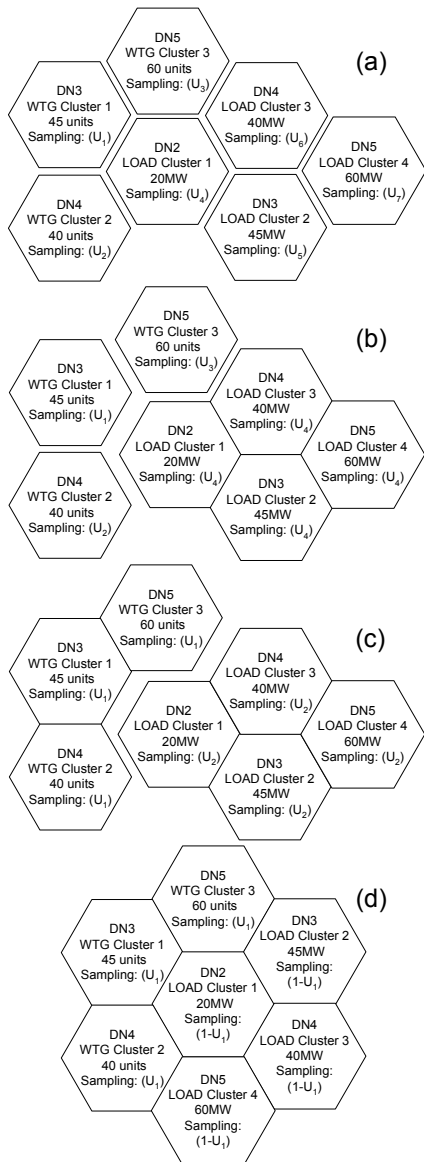 (a)
DN5
WTG Cluster 3
60 units
Sampling: (U₃)
DN3
WTG Cluster 1
45 units
Sampling: (U₁)
DN4
LOAD Cluster 3
40MW
Sampling: (U₆)
DN2
LOAD Cluster 1
20MW
Sampling: (U₄)
DN5
LOAD Cluster 4
60MW
Sampling: (U₇)
DN4
WTG Cluster 2
40 units
Sampling: (U₂)
DN3
LOAD Cluster 2
45MW
Sampling: (U₅)
(b)
DN5
WTG Cluster 3
60 units
Sampling: (U₃)
DN3
WTG Cluster 1
45 units
Sampling: (U₁)
DN4
LOAD Cluster 3
40MW
Sampling: (U₄)
DN2
LOAD Cluster 1
20MW
Sampling: (U₄)
DN5
LOAD Cluster 4
60MW
Sampling: (U₄)
DN4
WTG Cluster 2
40 units
Sampling: (U₂)
DN3
LOAD Cluster 2
45MW
Sampling: (U₄)
(c)
DN5
WTG Cluster 3
60 units
Sampling: (U₁)
DN3
WTG Cluster 1
45 units
Sampling: (U₁)
DN4
LOAD Cluster 3
40MW
Sampling: (U₂)
DN2
LOAD Cluster 1
20MW
Sampling: (U₂)
DN5
LOAD Cluster 4
60MW
Sampling: (U₂)
DN4
WTG Cluster 2
40 units
Sampling: (U₁)
DN3
LOAD Cluster 2
45MW
Sampling: (U₂)
(d)
DN5
WTG Cluster 3
60 units
Sampling: (U₁)
DN3
WTG Cluster 1
45 units
Sampling: (U₁)
DN3
LOAD Cluster 2
45MW
Sampling:
(1-U₁)
DN2
LOAD Cluster 1
20MW
Sampling:
(1-U₁)
DN4
WTG Cluster 2
40 units
Sampling: (U₁)
DN4
LOAD Cluster 3
40MW
Sampling:
(1-U₁)
DN5
LOAD Cluster 4
60MW
Sampling:
(1-U₁)